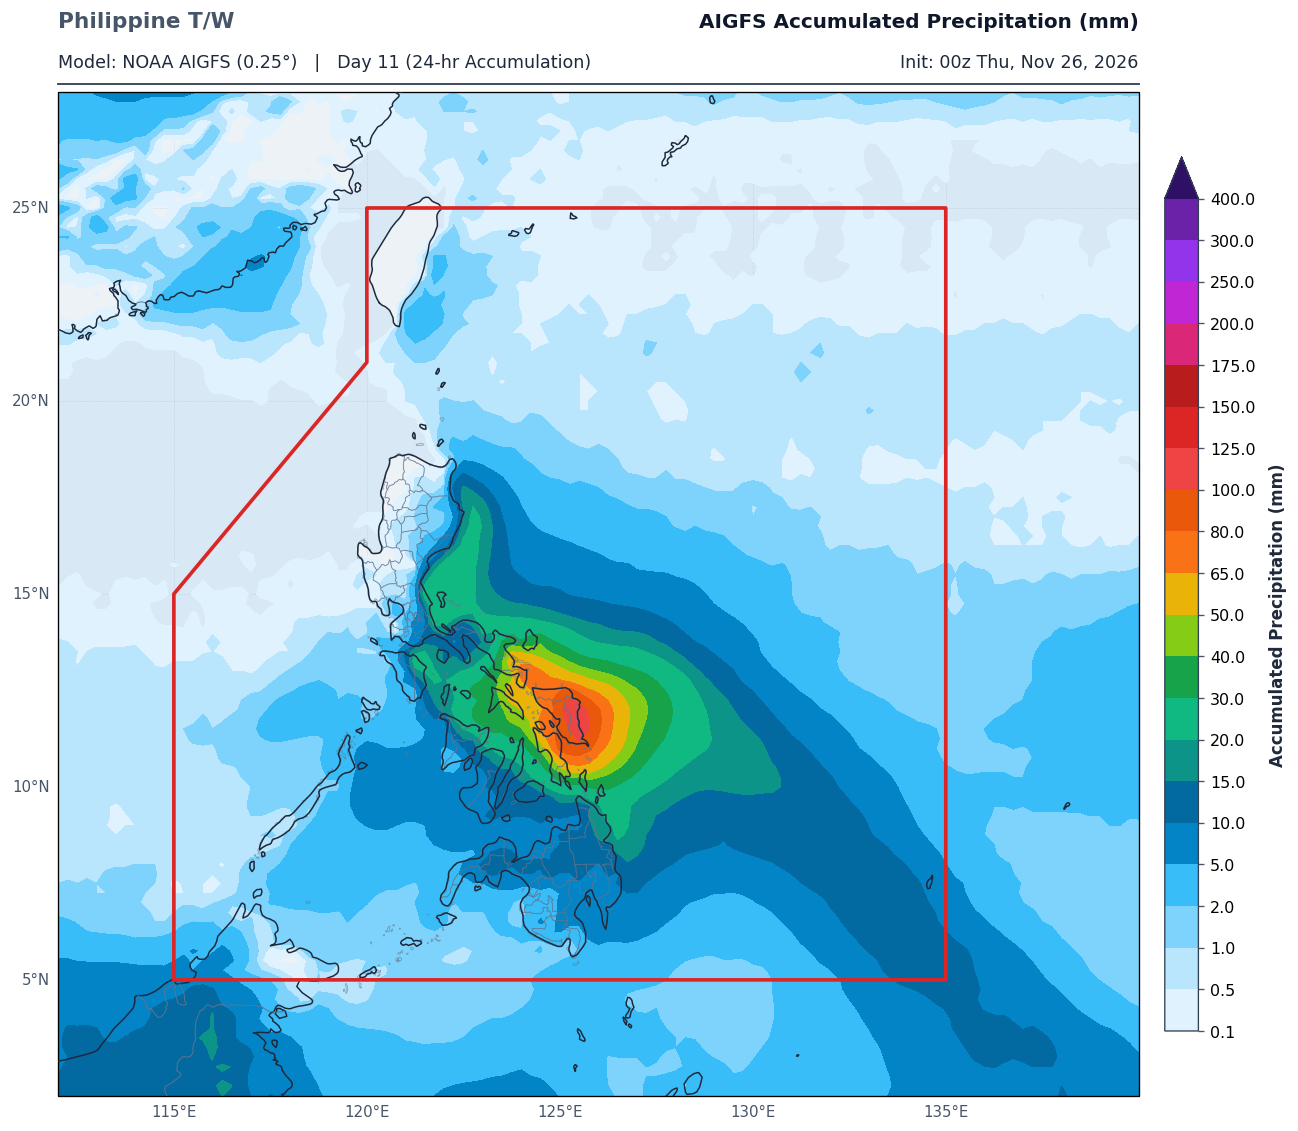 Philippine T/W
AIGFS Accumulated Precipitation (mm)
Model: NOAA AIGFS (0.25°)   |   Day 11 (24-hr Accumulation)
Init: 00z Thu, Nov 26, 2026
25°N
20°N
15°N
10°N
5°N
115°E
120°E
125°E
130°E
135°E
400.0
300.0
250.0
200.0
175.0
150.0
125.0
100.0
80.0
65.0
50.0
40.0
30.0
20.0
15.0
10.0
5.0
2.0
1.0
0.5
0.1
Accumulated Precipitation (mm)